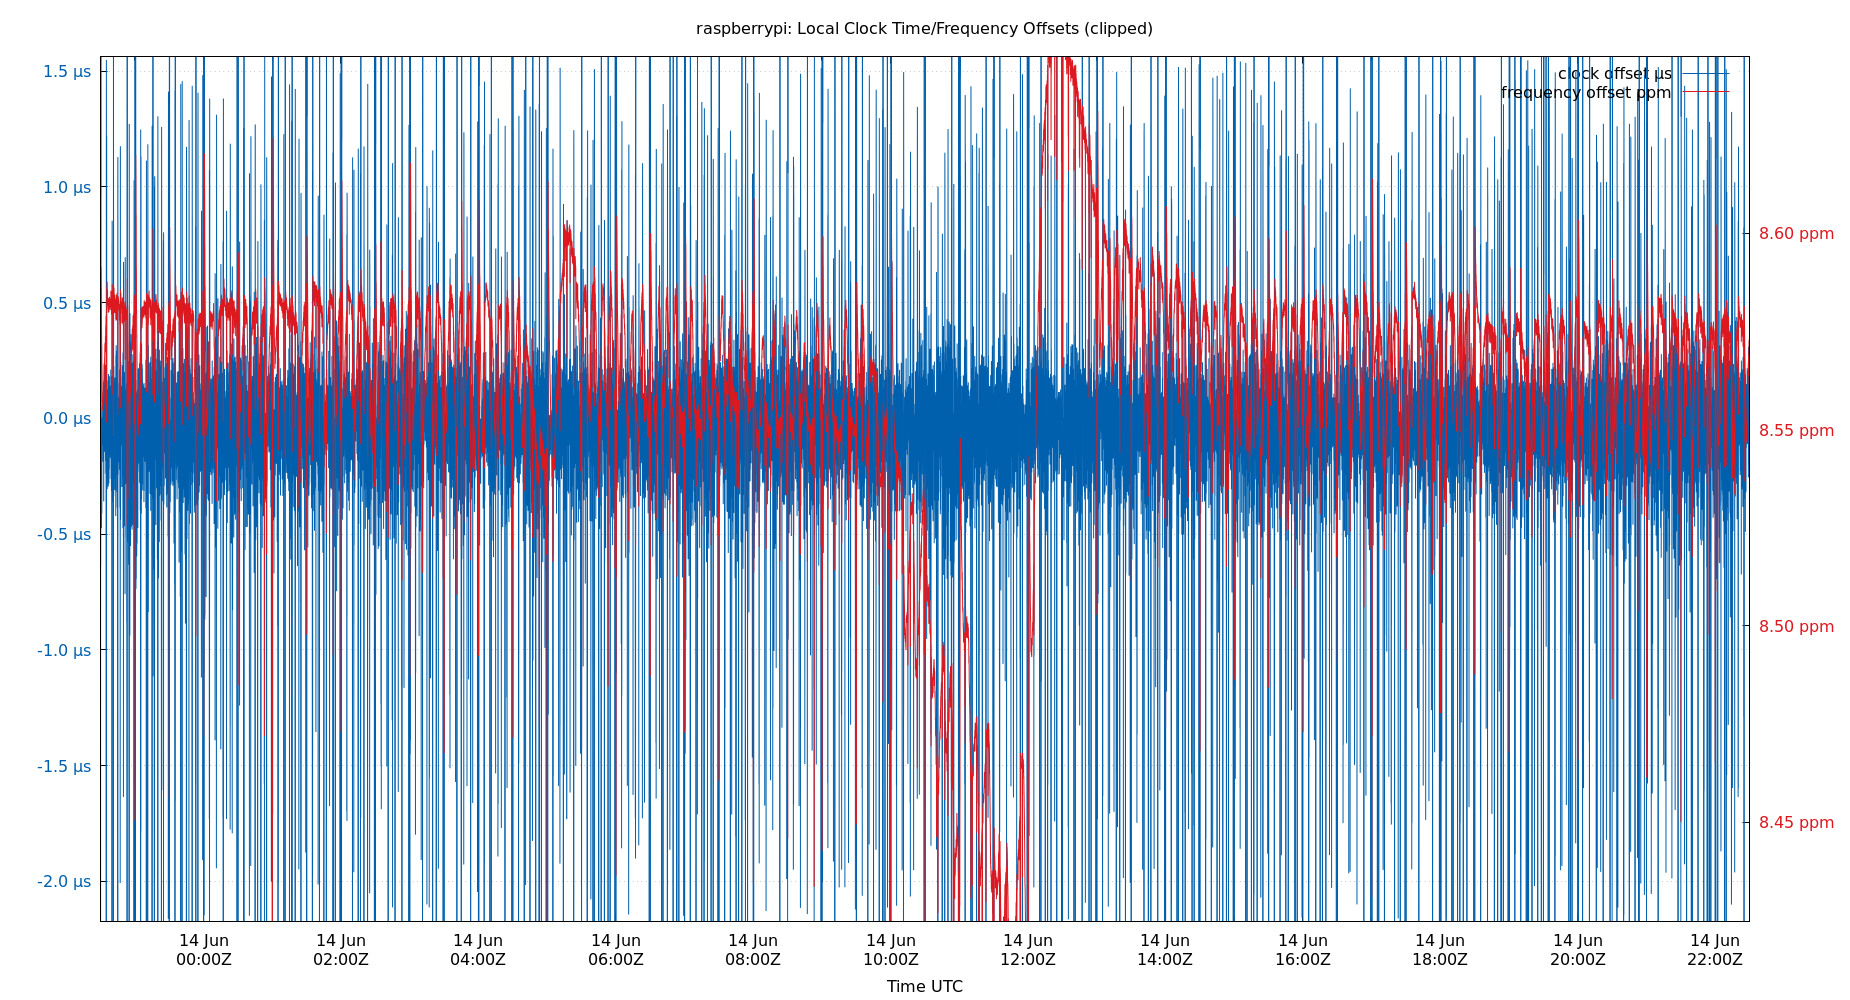 raspberrypi: Local Clock Time/Frequency Offsets (clipped)
clock offset µs
frequency offset ppm
1.5 µs
1.0 µs
0.5 µs
0.0 µs
-0.5 µs
-1.0 µs
-1.5 µs
-2.0 µs
8.60 ppm
8.55 ppm
8.50 ppm
8.45 ppm
14 Jun 14 Jun 14 Jun 14 Jun 14 Jun 14 Jun 14 Jun 14 Jun 14 Jun 14 Jun 14 Jun 14 Jun
00:00Z 02:00Z 04:00Z 06:00Z 08:00Z 10:00Z 12:00Z 14:00Z 16:00Z 18:00Z 20:00Z 22:00Z
Time UTC